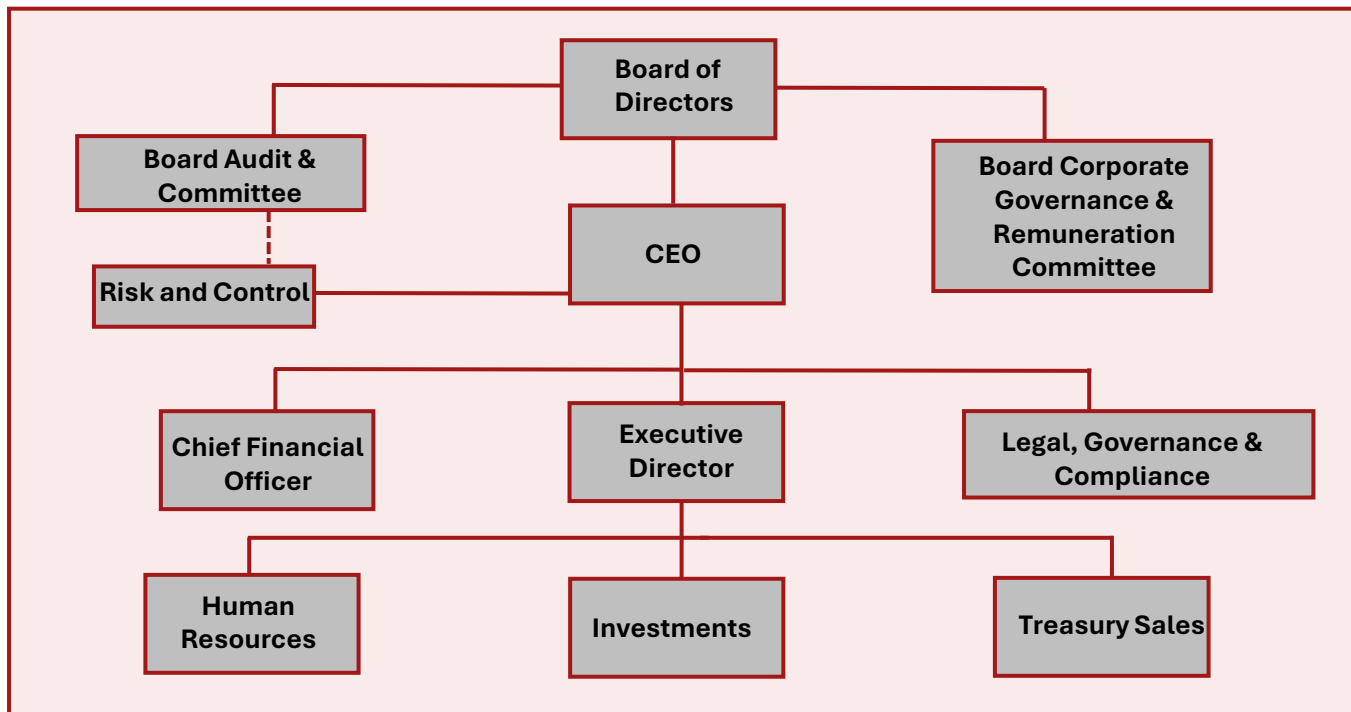 Board of
Directors
Board Audit &
Committee
Board Corporate
Governance &
Remuneration
Committee
CEO
Risk and Control
Chief Financial
Officer
Executive
Director
Legal, Governance &
Compliance
Human
Resources
Investments
Treasury Sales